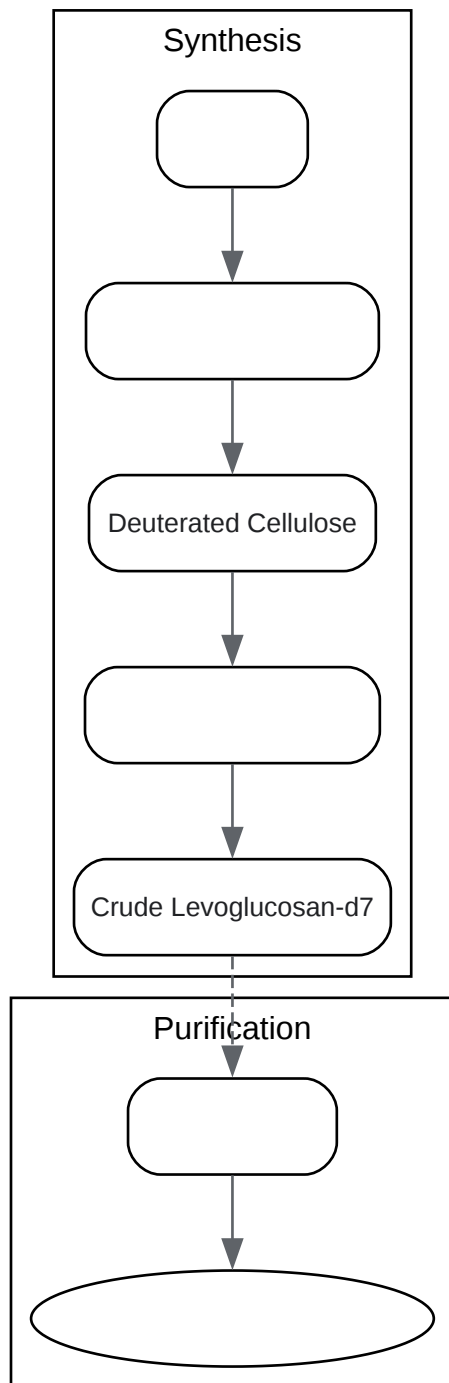 Synthesis
Deuterated Cellulose
Crude Levoglucosan-d7
Purification